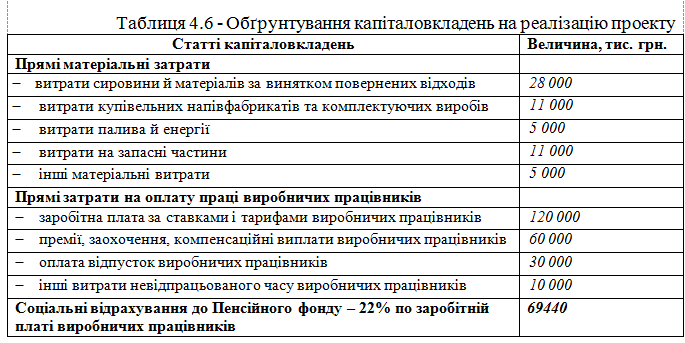 Таблиця 4.6 - Обґрунтування капіталовкладень на реалізацію проекту
Статті капіталовкладень Величина, тис. грн.
Прямі матеріальні затрати
– витрати сировини й матеріалів за винятком повернених відходів 28 000
– витрати купівельних напівфабрикатів та комплектуючих виробів 11 000
– витрати палива й енергії 5 000
– витрати на запасні частини 11 000
– інші матеріальні витрати 5 000
Прямі затрати на оплату праці виробничих працівників
– заробітна плата за ставками і тарифами виробничих працівників 120 000
– премії, заохочення, компенсаційні виплати виробничих працівників 60 000
– оплата відпусток виробничих працівників 30 000
– інші витрати невідпрацьованого часу виробничих працівників 10 000
Соціальні відрахування до Пенсійного фонду – 22% по заробітній 69440
платі виробничих працівників